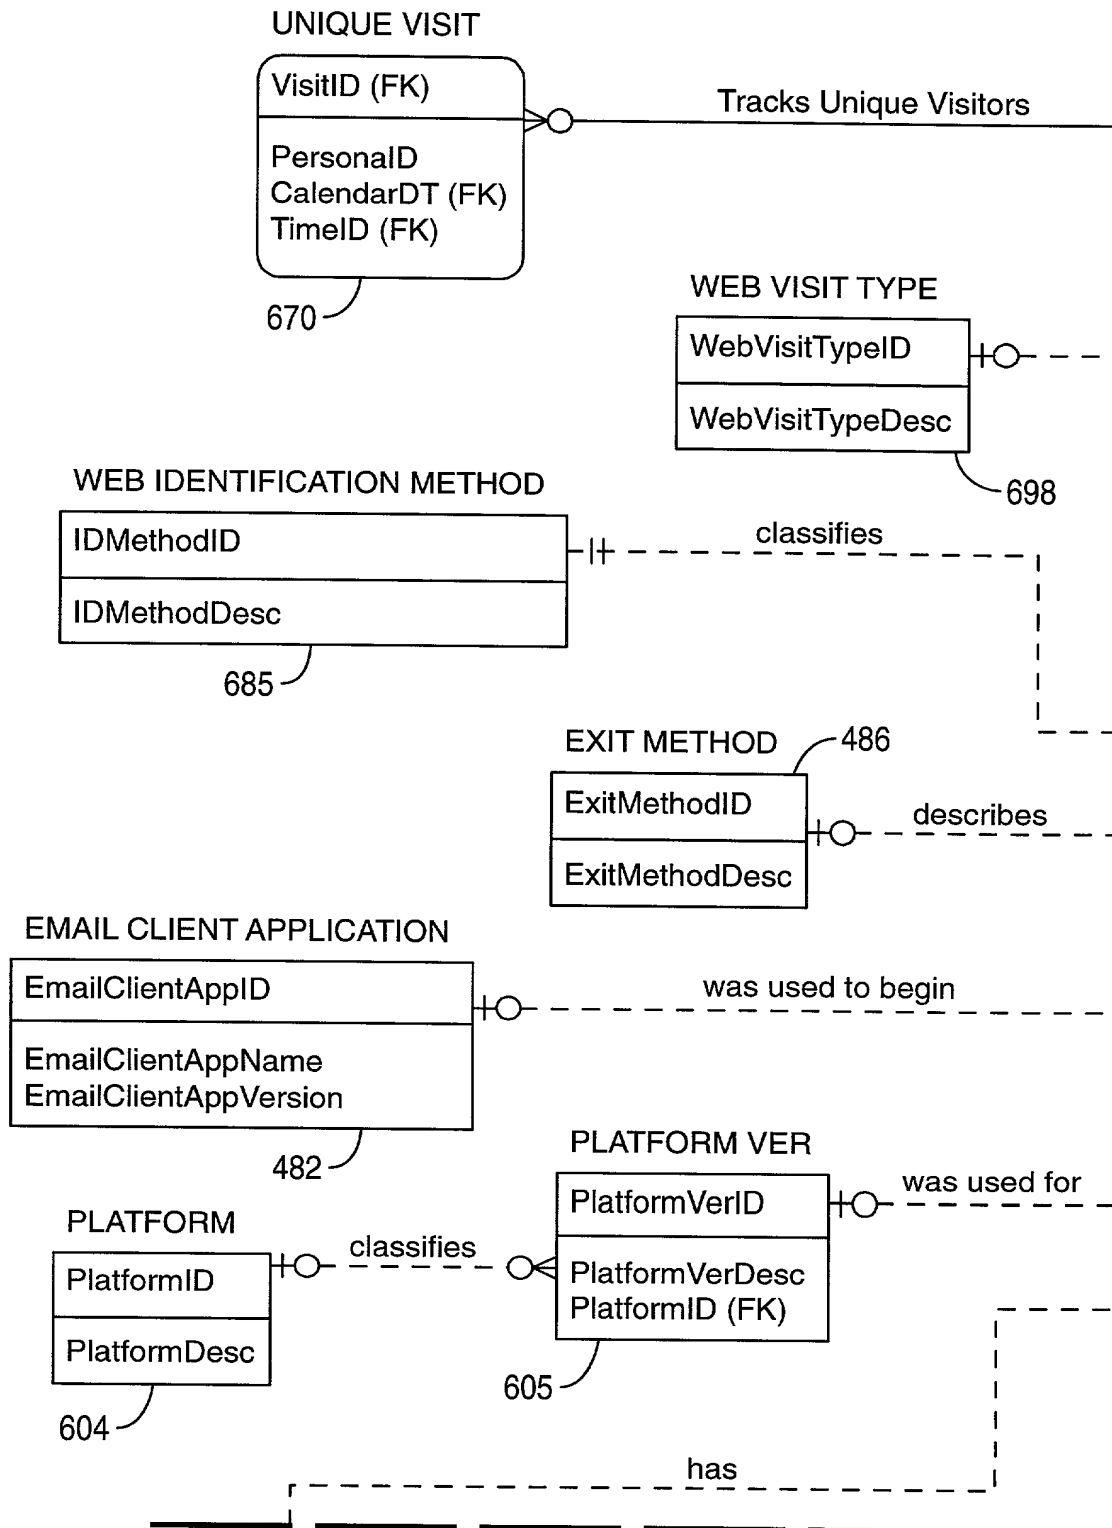 UNIQUE VISIT
VisitID (FK)
Tracks Unique Visitors
PersonaID
CalendarDT (FK)
TimeID (FK)
670
WEB VISIT TYPE
WebVisitTypeID
WebVisitTypeDesc
698
WEB IDENTIFICATION METHOD
IDMethodID
classifies
IDMethodDesc
685
EXIT METHOD
486
ExitMethodID
describes
ExitMethodDesc
EMAIL CLIENT APPLICATION
EmailClientAppID
was used to begin
EmailClientAppName
EmailClientAppVersion
482
PLATFORM VER
PlatformVerID
was used for
PlatformVerDesc
PlatformID (FK)
605
PLATFORM
classifies
PlatformID
PlatformDesc
604
has